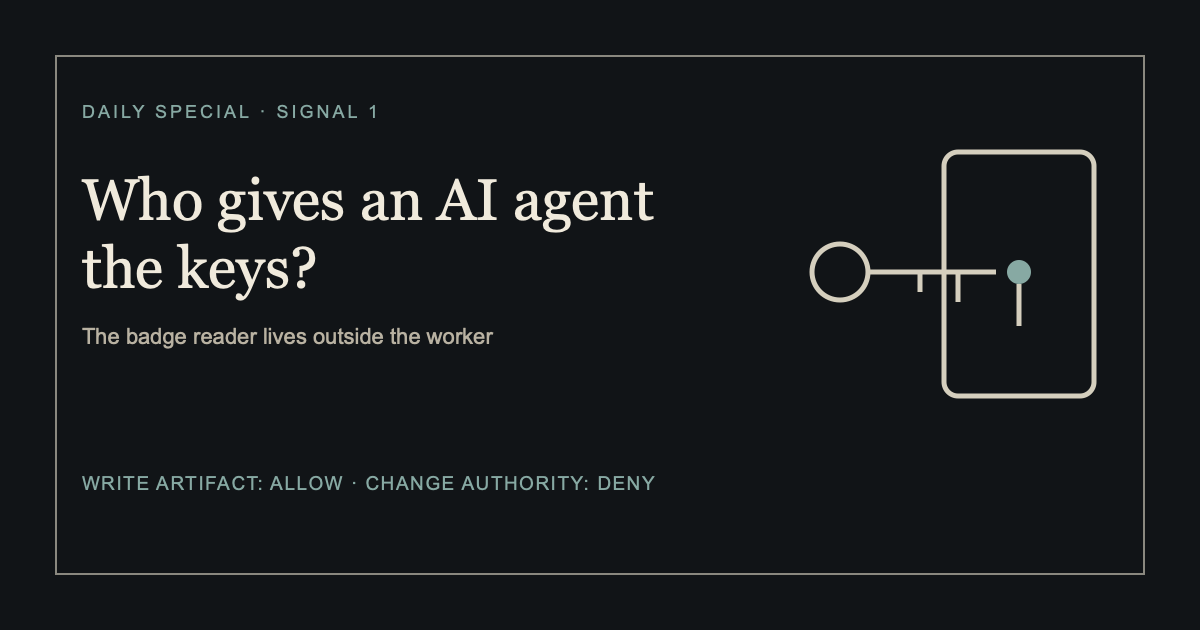 DAILY SPECIAL · SIGNAL 1
Who gives an AI agent
the keys?
The badge reader lives outside the worker
WRITE ARTIFACT: ALLOW · CHANGE AUTHORITY: DENY